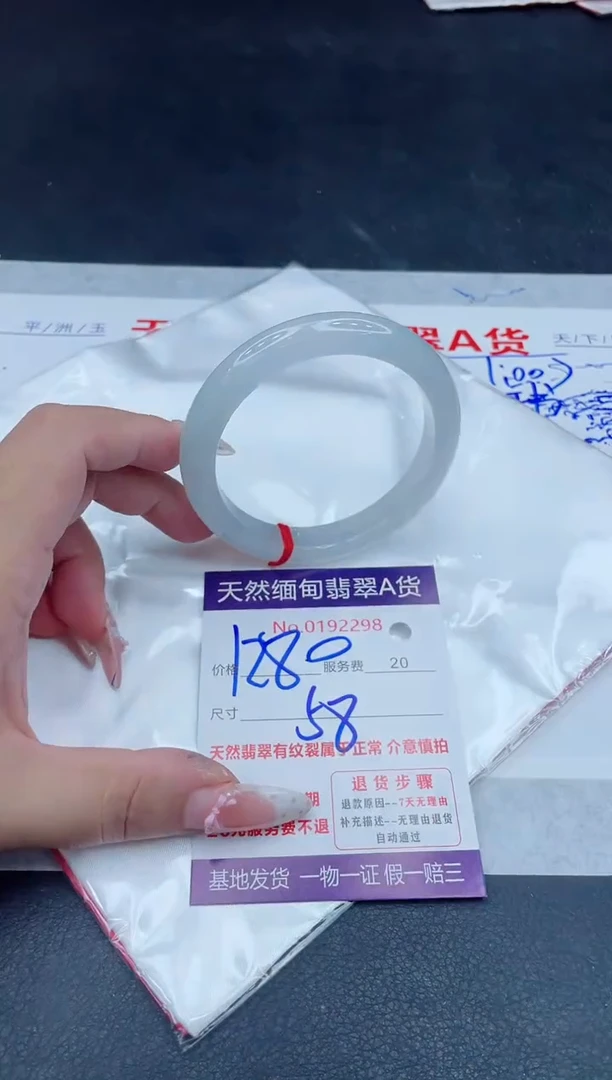 平/洲/玉
翠A货
天/下/
天然缅甸翡翠A货
No.0192298
价格 1280 服务费 20
尺寸 58
天然翡翠有纹裂属于正常 介意慎拍
期
服务费不退
退货步骤
退款原因--7天无理由
补充描述--无理由退货
自动通过
基地发货 一物一证 假一赔三